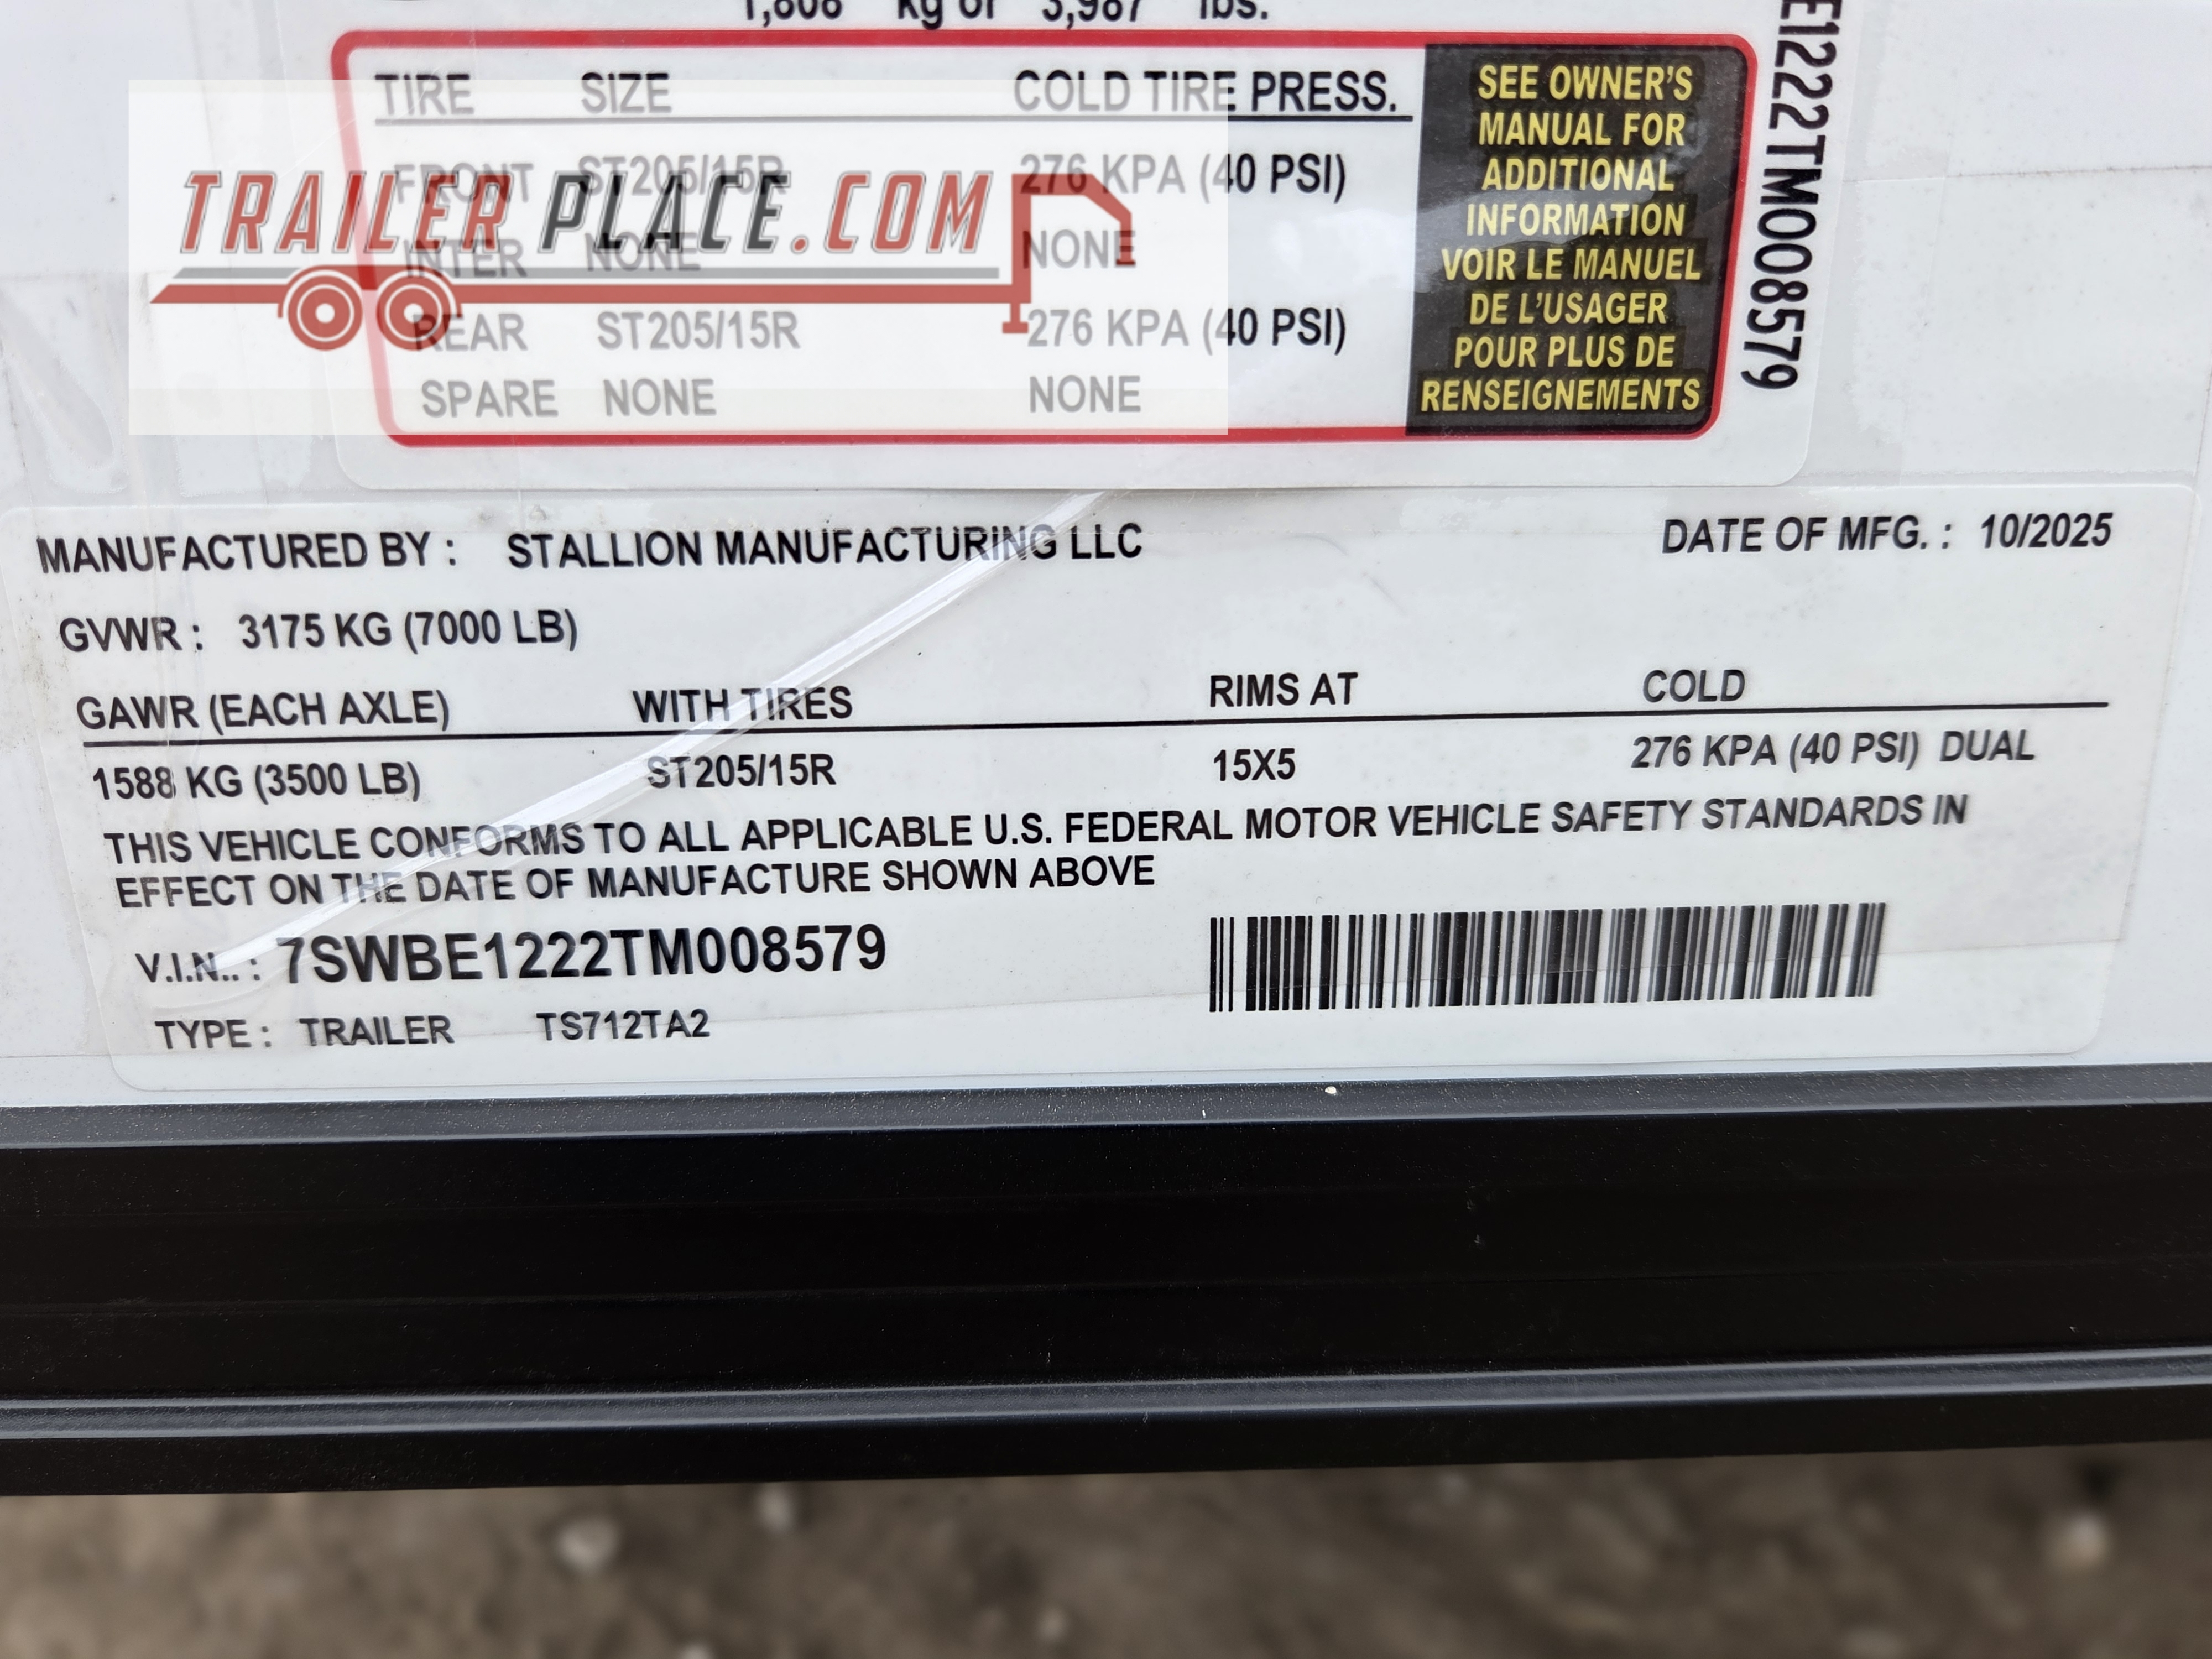 1,808 kg or 3,987 lbs.
TIRE SIZE COLD TIRE PRESS.
FRONT ST205/15R 276 KPA (40 PSI)
INTER NONE NONE
REAR ST205/15R 276 KPA (40 PSI)
SPARE NONE NONE
TRAILER PLACE.COM
SEE OWNER'S
MANUAL FOR
ADDITIONAL
INFORMATION
VOIR LE MANUEL
DE L'USAGER
POUR PLUS DE
RENSEIGNEMENTS
E1222TM008579
MANUFACTURED BY : STALLION MANUFACTURING LLC DATE OF MFG. : 10/2025
GVWR : 3175 KG (7000 LB)
GAWR (EACH AXLE) WITH TIRES RIMS AT COLD
1588 KG (3500 LB) ST205/15R 15X5 276 KPA (40 PSI) DUAL
THIS VEHICLE CONFORMS TO ALL APPLICABLE U.S. FEDERAL MOTOR VEHICLE SAFETY STANDARDS IN
EFFECT ON THE DATE OF MANUFACTURE SHOWN ABOVE
V.I.N.. : 7SWBE1222TM008579
TYPE : TRAILER TS712TA2